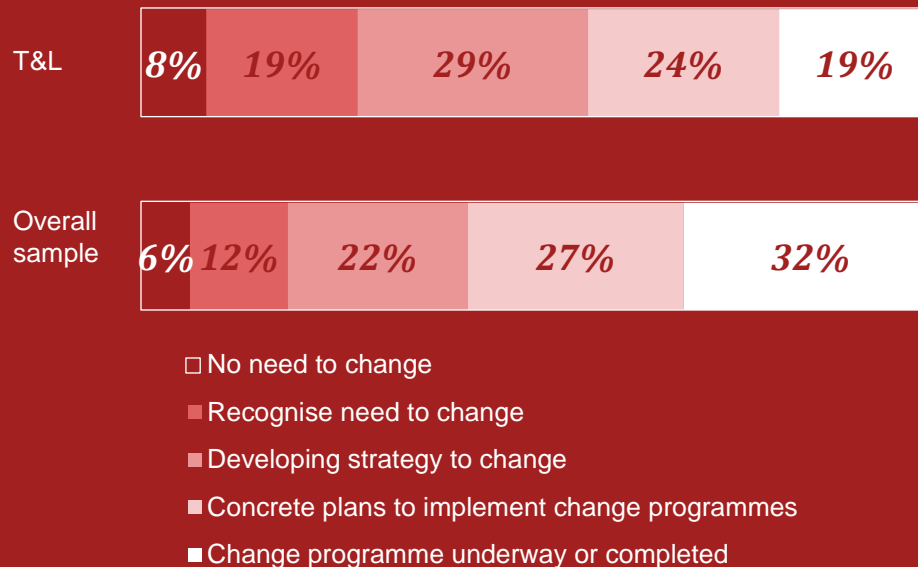 T&L
8% 19% 29% 24% 19%
Overall
sample
6% 12% 22% 27% 32%
No need to change
Recognise need to change
Developing strategy to change
Concrete plans to implement change programmes
Change programme underway or completed